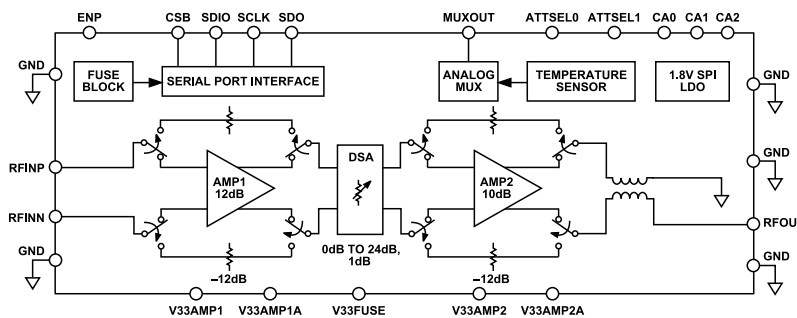 ENP CSB SDIO SCLK SDO MUXOUT ATTSEL0 ATTSEL1 CA0 CA1 CA2
GND
FUSE
BLOCK
SERIAL PORT INTERFACE
ANALOG
MUX
TEMPERATURE
SENSOR
1.8V SPI
LDO
GND
RFINP
AMP1
12dB
DSA
AMP2
10dB
GND
RFINN
RFOU
GND
–12dB
0dB TO 24dB,
1dB
–12dB
GND
V33AMP1 V33AMP1A V33FUSE V33AMP2 V33AMP2A